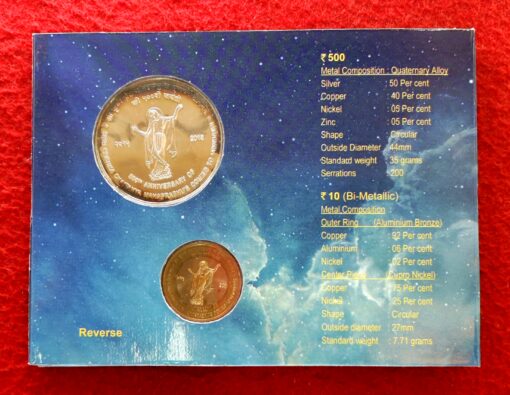 2015
500TH ANNIVERSARY OF
₹ 500
Metal Composition : Quaternary Alloy
Silver : 50 Per cent
Copper : 40 Per cent
Nickel : 05 Per cent
Zinc : 05 Per cent
Shape : Circular
Outside Diameter : 44mm
Standard weight : 35 grams
Serrations : 200
₹ 10 (Bi-Metallic)
Metal Composition
Outer Ring (Aluminium Bronze)
Copper : 92 Per cent
Aluminium : 06 Per cent
Nickel : 02 Per cent
Center Piece (Cupro Nickel)
Copper : 75 Per cent
Nickel : 25 Per cent
Shape : Circular
Outside diameter : 27mm
Standard weight : 7.71 grams
Reverse